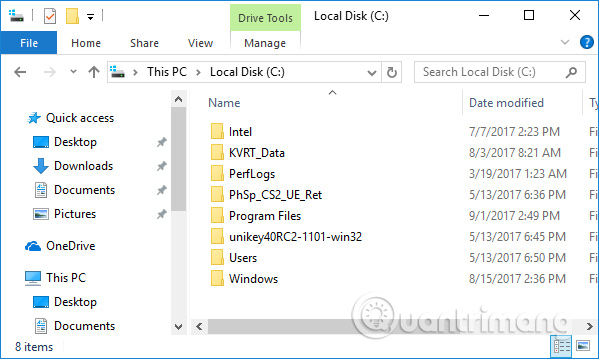 Drive Tools
Local Disk (C:)
File
Home
Share
View
Manage
This PC > Local Disk (C:)
Search Local Disk (C:)
Name
Date modified
Ty
Quick access
Desktop
Downloads
Documents
Pictures
OneDrive
This PC
Desktop
Documents
Intel 7/7/2017 2:23 PM Fi
KVRT_Data 8/3/2017 8:21 AM Fi
PerfLogs 3/19/2017 1:23 AM Fi
PhSp_CS2_UE_Ret 5/13/2017 6:36 PM Fi
Program Files 9/1/2017 2:49 PM Fi
unikey40RC2-1101-win32 5/13/2017 6:45 PM Fi
Users 5/13/2017 6:50 PM Fi
Windows 8/15/2017 2:36 PM Fi
Quantrimang
8 items